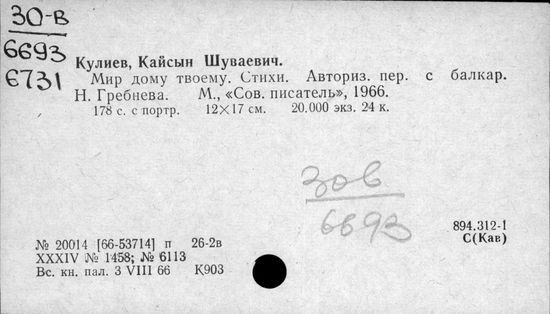 30-В
6693
6731
Кулиев, Кайсын Шуваевич.
Мир дому твоему. Стихи. Авториз. пер. с балкар.
Н. Гребнева. М., «Сов. писатель», 1966.
178 с. с портр. 12×17 см. 20.000 экз. 24 к.
30В
6693
894.312-1
С(Кав)
№ 20014 [66-53714] п 26-2в
XXXIV № 1458; № 6113
Вс. кн. пал. 3 VIII 66 К903